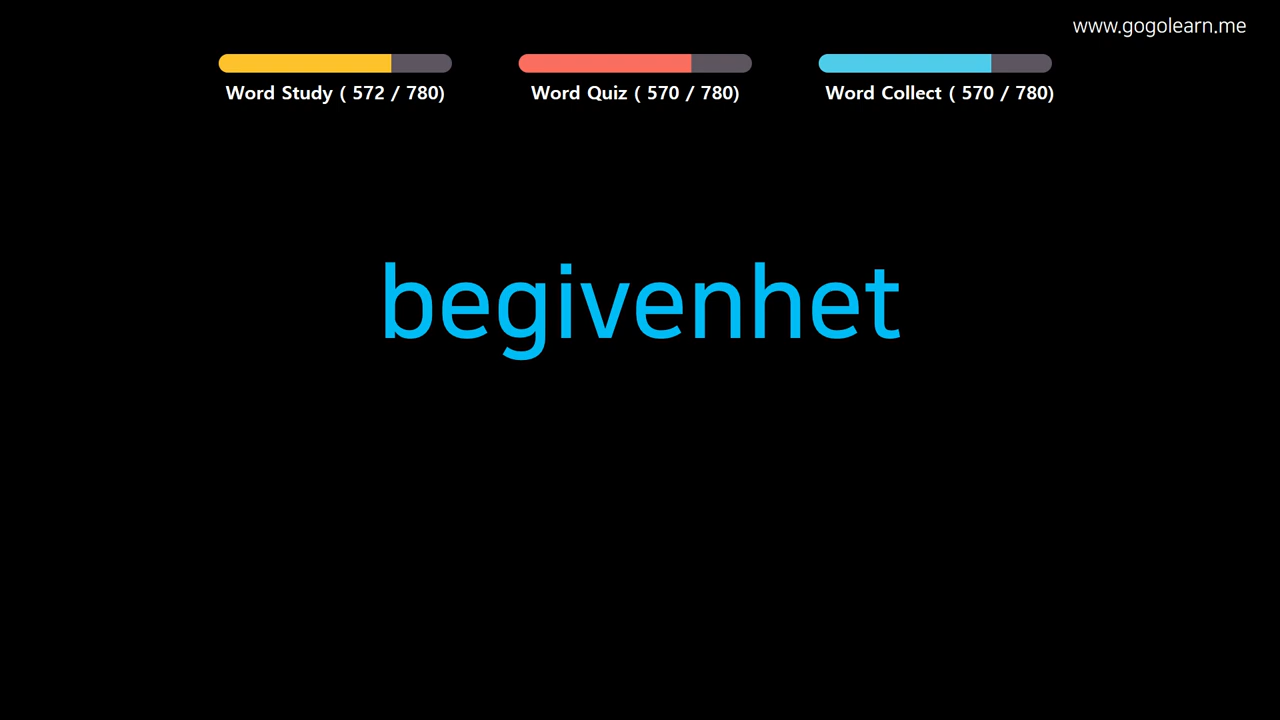 www.gogolearn.me
Word Study ( 572 / 780)
Word Quiz ( 570 / 780)
Word Collect ( 570 / 780)
begivenhet